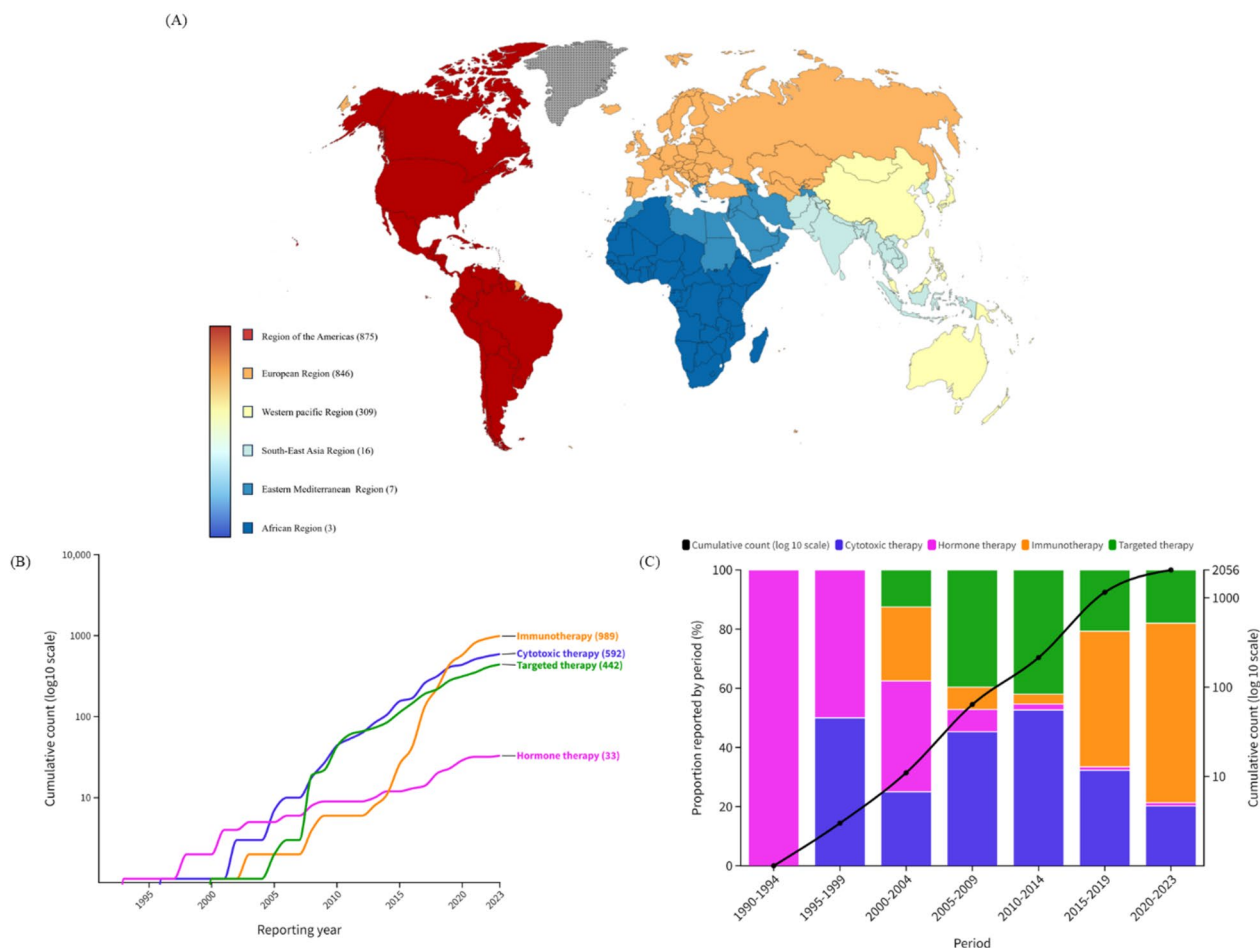 (A)
Region of the Americas (875)
European Region (846)
Western pacific Region (309)
South-East Asia Region (16)
Eastern Mediterranean Region (7)
African Region (3)
(B)
10,000
1000
100
10
Cumulative count (log10 scale)
Immunotherapy (989)
Cytotoxic therapy (592)
Targeted therapy (442)
Hormone therapy (33)
1995
2000
2005
2010
2015
2020
2023
Reporting year
(C)
Cumulative count (log 10 scale) Cytotoxic therapy Hormone therapy Immunotherapy Targeted therapy
100
80
60
40
20
0
Proportion reported by period (%)
2056
1000
100
10
Cumulative count (log 10 scale)
1990-1994
1995-1999
2000-2004
2005-2009
2010-2014
2015-2019
2020-2023
Period